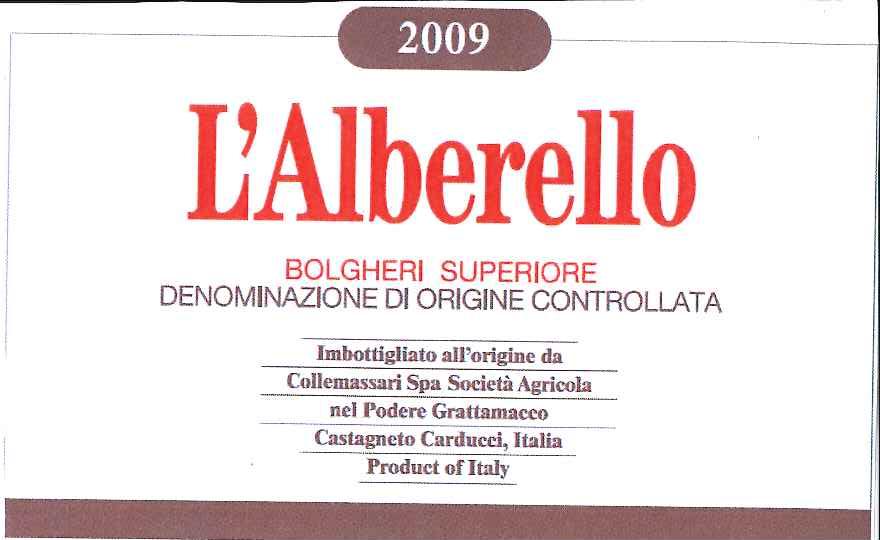 2009
L'Alberello
BOLGHERI SUPERIORE
DENOMINAZIONE DI ORIGINE CONTROLLATA
Imbottigliato all'origine da
Collemassari Spa Società Agricola
nel Podere Grattamacco
Castagneto Carducci, Italia
Product of Italy